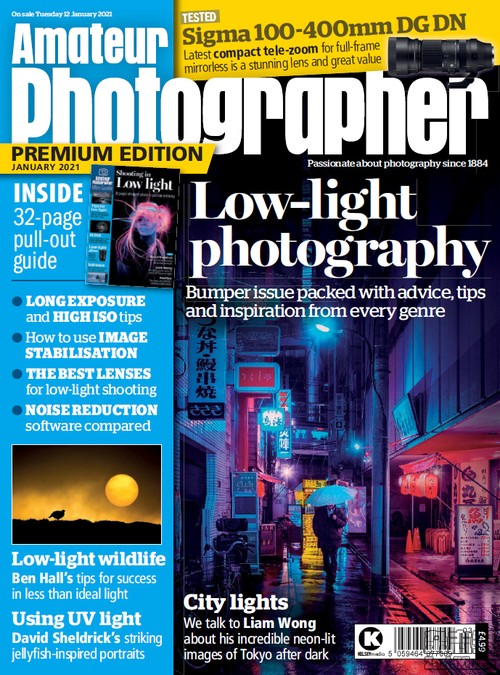 On sale Tuesday 12 January 2021
TESTED
Sigma 100-400mm DG DN
Latest compact tele-zoom for full-frame
mirrorless is a stunning lens and great value
Amateur
Photographer
Passionate about photography since 1884
PREMIUM EDITION
JANUARY 2021
INSIDE
32-page
pull-out
guide
Shooting in
Low light
Low-light
photography
Bumper issue packed with advice, tips
and inspiration from every genre
LONG EXPOSURE
and HIGH ISO tips
How to use IMAGE
STABILISATION
THE BEST LENSES
for low-light shooting
NOISE REDUCTION
software compared
Low-light wildlife
Ben Hall's tips for success
in less than ideal light
Using UV light
David Sheldrick's striking
jellyfish-inspired portraits
City lights
We talk to Liam Wong
about his incredible neon-lit
images of Tokyo after dark
K
KELSEYmedia
£4.99